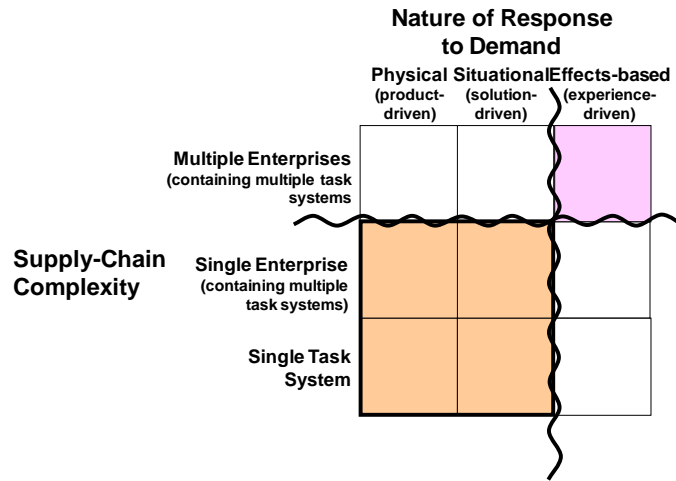 Nature of Response
to Demand
Physical Situational Effects-based
(product- (solution- (experience-
driven) driven) driven)
Multiple Enterprises
(containing multiple task
systems
Supply-Chain
Complexity
Single Enterprise
(containing multiple
task systems)
Single Task
System